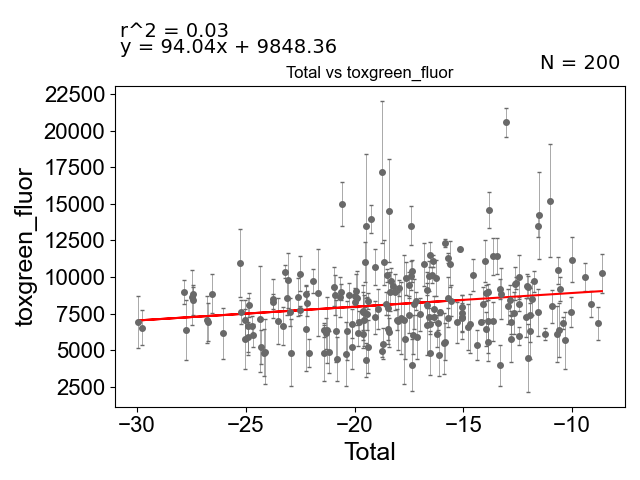 r^2 = 0.03
y = 94.04x + 9848.36
N = 200
Total vs toxgreen_fluor
22500
20000
17500
15000
12500
10000
7500
5000
2500
toxgreen_fluor
−30
−25
−20
−15
−10
Total